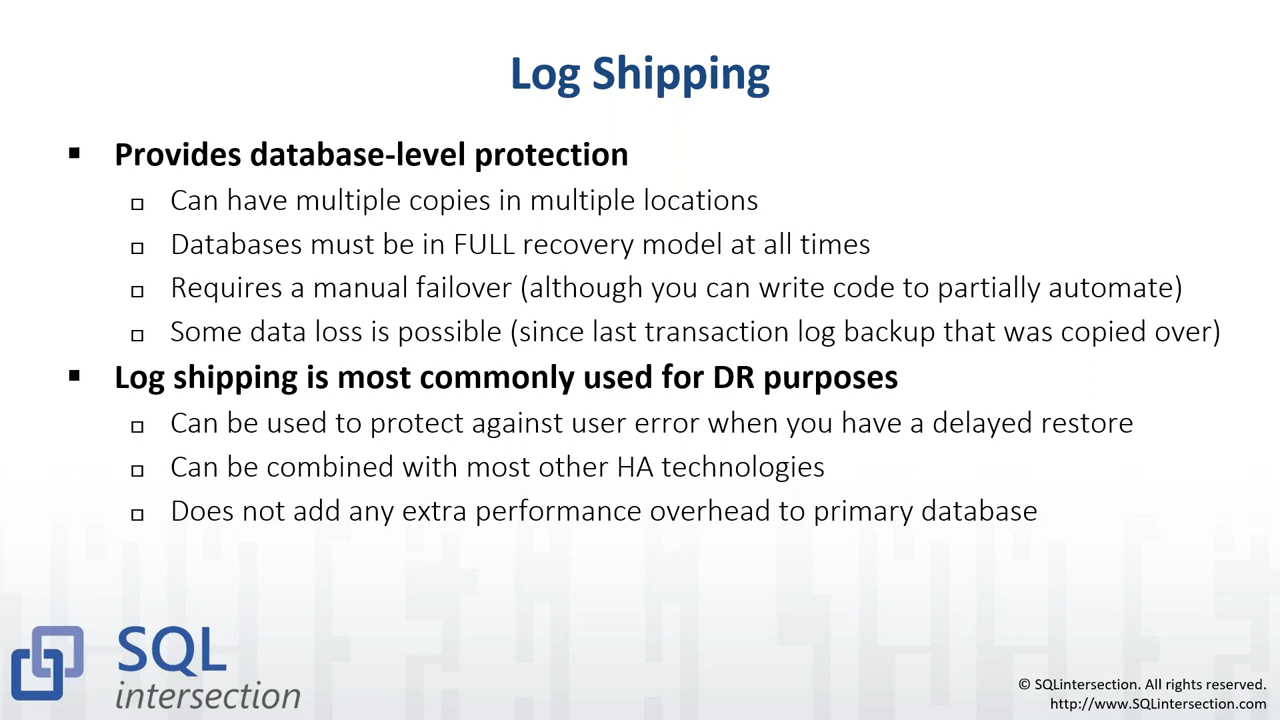 Log Shipping
▪ Provides database-level protection
▫ Can have multiple copies in multiple locations
▫ Databases must be in FULL recovery model at all times
▫ Requires a manual failover (although you can write code to partially automate)
▫ Some data loss is possible (since last transaction log backup that was copied over)
▪ Log shipping is most commonly used for DR purposes
▫ Can be used to protect against user error when you have a delayed restore
▫ Can be combined with most other HA technologies
▫ Does not add any extra performance overhead to primary database
SQL
intersection
© SQLintersection. All rights reserved.
http://www.SQLintersection.com